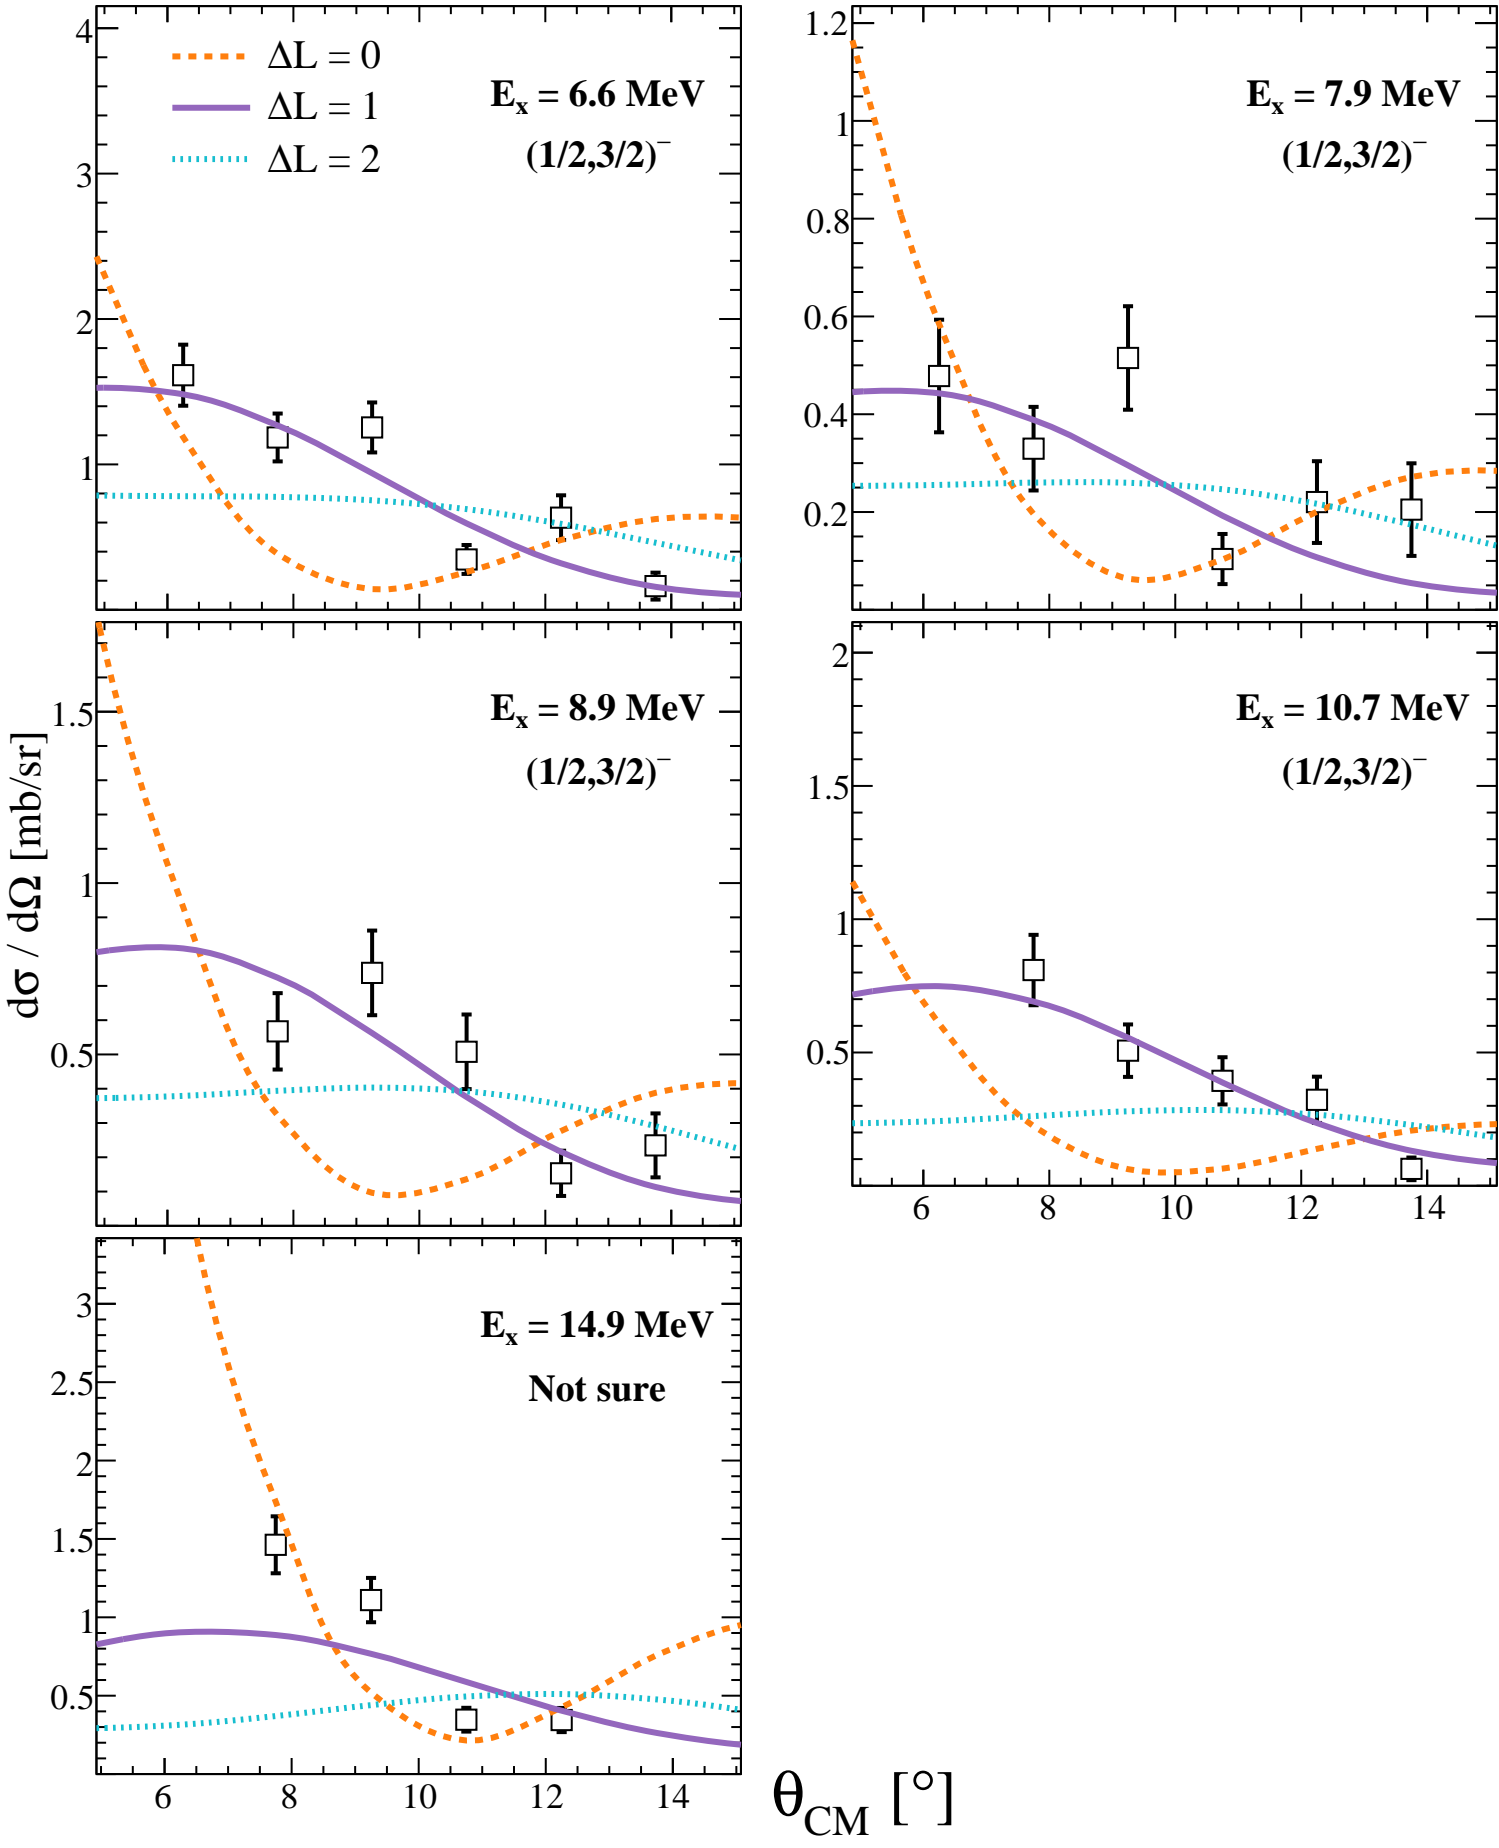 4
3
2
1
ΔL = 0
ΔL = 1
ΔL = 2
Eₓ = 6.6 MeV
(1/2,3/2)⁻
1.2
1
0.8
0.6
0.4
0.2
Eₓ = 7.9 MeV
(1/2,3/2)⁻
1.5
1
0.5
Eₓ = 8.9 MeV
(1/2,3/2)⁻
2
1.5
1
0.5
Eₓ = 10.7 MeV
(1/2,3/2)⁻
6 8 10 12 14
dσ / dΩ [mb/sr]
3
2.5
2
1.5
1
0.5
Eₓ = 14.9 MeV
Not sure
6 8 10 12 14
θCM [°]